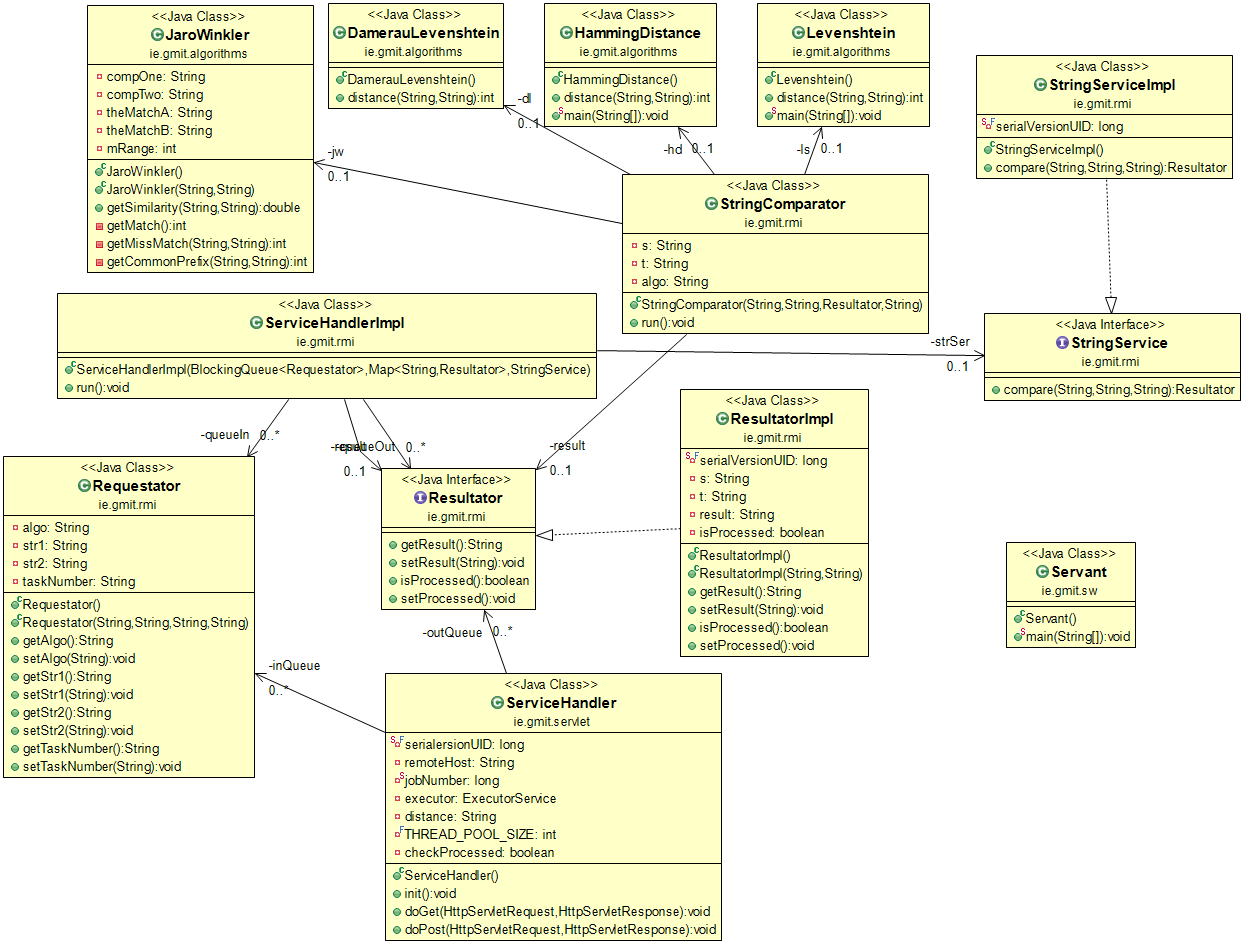 <<Java Class>>
JaroWinkler
ie.gmit.algorithms
compOne: String
compTwo: String
theMatchA: String
theMatchB: String
mRange: int
JaroWinkler()
JaroWinkler(String,String)
getSimilarity(String,String):double
getMatch():int
getMissMatch(String,String):int
getCommonPrefix(String,String):int
<<Java Class>>
DamerauLevenshtein
ie.gmit.algorithms
DamerauLevenshtein()
distance(String,String):int
<<Java Class>>
HammingDistance
ie.gmit.algorithms
HammingDistance()
distance(String,String):int
main(String[]):void
<<Java Class>>
Levenshtein
ie.gmit.algorithms
Levenshtein()
distance(String,String):int
main(String[]):void
<<Java Class>>
StringServiceImpl
ie.gmit.rmi
serialVersionUID: long
StringServiceImpl()
compare(String,String,String):Resultator
-jw
0..1
-dl
0..1
-hd
0..1
-ls
0..1
<<Java Class>>
StringComparator
ie.gmit.rmi
s: String
t: String
algo: String
StringComparator(String,String,Resultator,String)
run():void
<<Java Class>>
ServiceHandlerImpl
ie.gmit.rmi
ServiceHandlerImpl(BlockingQueue<Requestator>,Map<String,Resultator>,StringService)
run():void
-strSer
0..1
<<Java Interface>>
StringService
ie.gmit.rmi
compare(String,String,String):Resultator
-queueIn
0..*
0..1
0..*
-result
0..1
<<Java Class>>
Requestator
ie.gmit.rmi
algo: String
str1: String
str2: String
taskNumber: String
Requestator()
Requestator(String,String,String,String)
getAlgo():String
setAlgo(String):void
getStr1():String
setStr1(String):void
getStr2():String
setStr2(String):void
getTaskNumber():String
setTaskNumber(String):void
<<Java Interface>>
Resultator
ie.gmit.rmi
getResult():String
setResult(String):void
isProcessed():boolean
setProcessed():void
<<Java Class>>
ResultatorImpl
ie.gmit.rmi
serialVersionUID: long
s: String
t: String
result: String
isProcessed: boolean
ResultatorImpl()
ResultatorImpl(String,String)
getResult():String
setResult(String):void
isProcessed():boolean
setProcessed():void
<<Java Class>>
Servant
ie.gmit.sw
Servant()
main(String[]):void
-outQueue
0..*
-inQueue
0..*
<<Java Class>>
ServiceHandler
ie.gmit.servlet
serialersionUID: long
remoteHost: String
jobNumber: long
executor: ExecutorService
distance: String
THREAD_POOL_SIZE: int
checkProcessed: boolean
ServiceHandler()
init():void
doGet(HttpServletRequest,HttpServletResponse):void
doPost(HttpServletRequest,HttpServletResponse):void